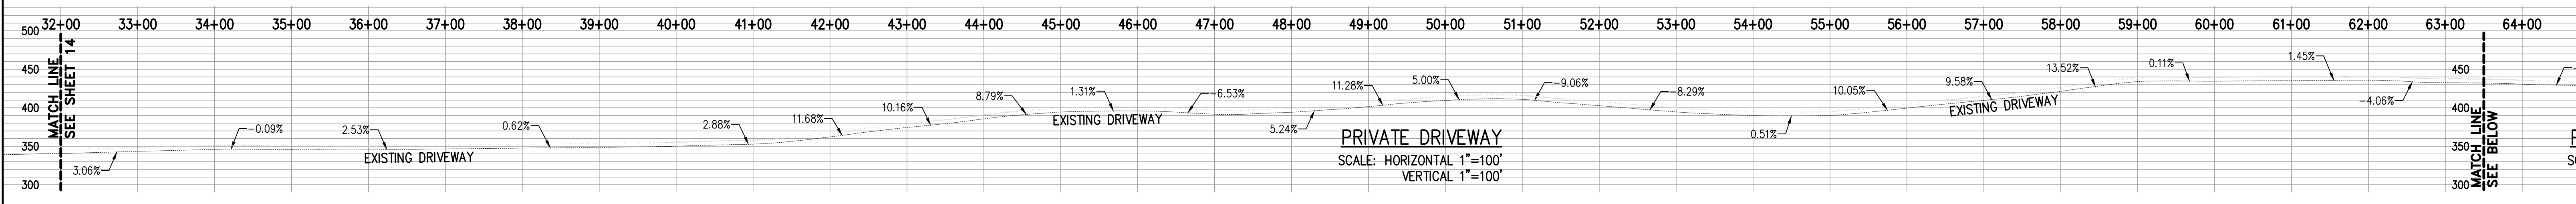 32+00 33+00 34+00 35+00 36+00 37+00 38+00 39+00 40+00 41+00 42+00 43+00 44+00 45+00 46+00 47+00 48+00 49+00 50+00 51+00 52+00 53+00 54+00 55+00 56+00 57+00 58+00 59+00 60+00 61+00 62+00 63+00 64+00
500
450
400
350
300
MATCH LINE
SEE SHEET 14
3.06%
-0.09%
2.53%
EXISTING DRIVEWAY
0.62%
2.88%
11.68%
10.16%
8.79%
1.31%
EXISTING DRIVEWAY
-6.53%
5.24%
11.28%
5.00%
-9.06%
-8.29%
PRIVATE DRIVEWAY
SCALE: HORIZONTAL 1"=100'
VERTICAL 1"=100'
0.51%
10.05%
9.58%
EXISTING DRIVEWAY
13.52%
0.11%
1.45%
-4.06%
450
400
350
300
MATCH LINE
SEE BELOW